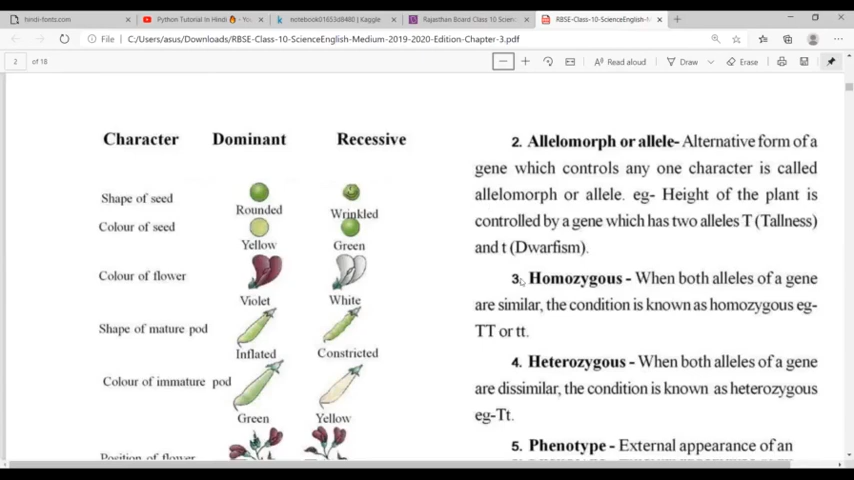 hindi-fonts.com
Python Tutorial In Hindi
notebook01653d8480 | Kaggle
Rajasthan Board Class 10 Scien
RBSE-Class-10-ScienceEnglish-M
File
C:/Users/asus/Downloads/RBSE-Class-10-ScienceEnglish-Medium-2019-2020-Edition-Chapter-3.pdf
2 of 18
Read aloud
Draw
Erase
Character Dominant Recessive
Shape of seed
Rounded Wrinkled
Colour of seed
Yellow Green
Colour of flower
Violet White
Shape of mature pod
Inflated Constricted
Colour of immature pod
Green Yellow
Position of flower
2. Allelomorph or allele- Alternative form of a
gene which controls any one character is called
allelomorph or allele. eg- Height of the plant is
controlled by a gene which has two alleles T (Tallness)
and t (Dwarfism).
3. Homozygous - When both alleles of a gene
are similar, the condition is known as homozygous eg-
TT or tt.
4. Heterozygous - When both alleles of a gene
are dissimilar, the condition is known as heterozygous
eg-Tt.
5. Phenotype - External appearance of an